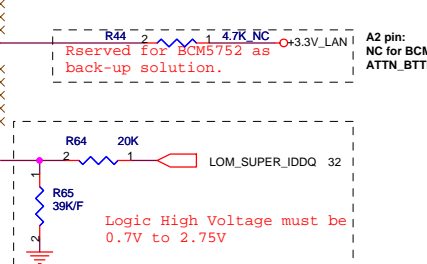 R44 2 1 4.7K_NC +3.3V_LAN
Rserved for BCM5752 as
back-up solution.
A2 pin:
NC for BCM
ATTN_BTT
R64 20K
2 1 LOM_SUPER_IDDQ 32
1
R65
39K/F
2
Logic High Voltage must be
0.7V to 2.75V